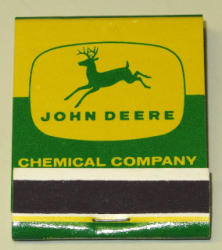 JOHN DEERE
CHEMICAL COMPANY